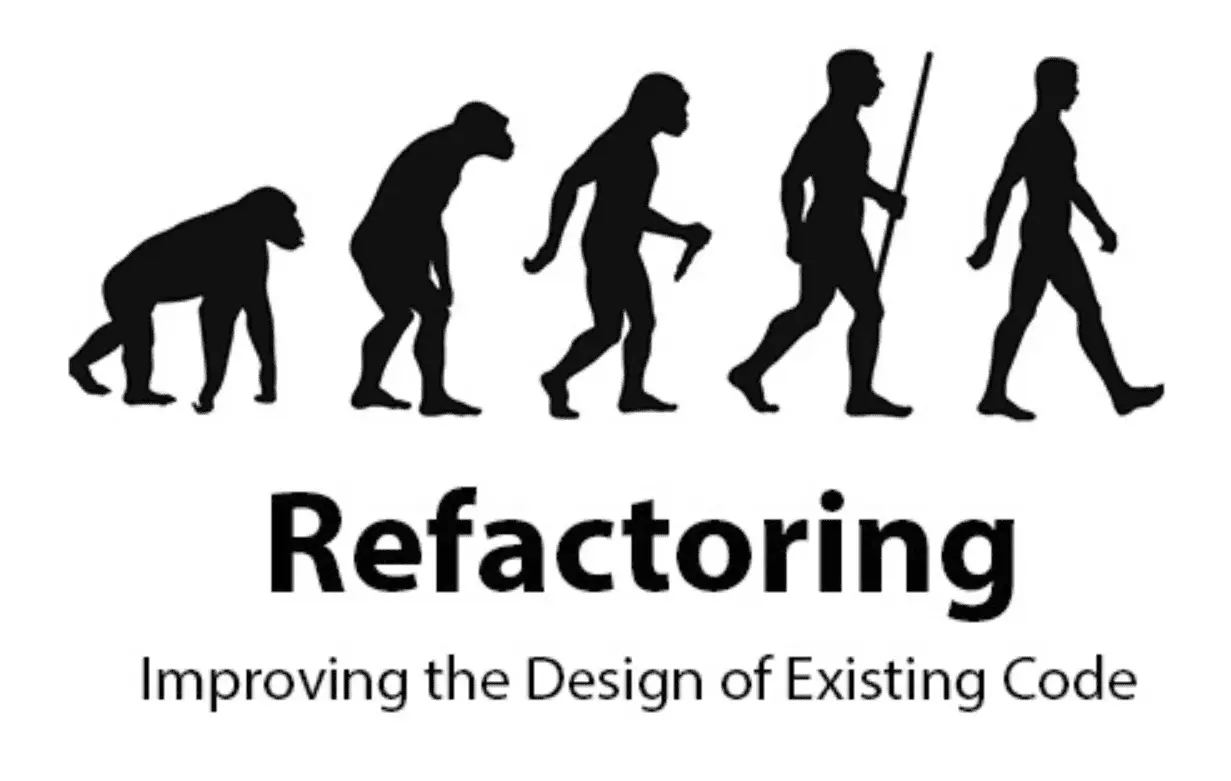 Refactoring
Improving the Design of Existing Code